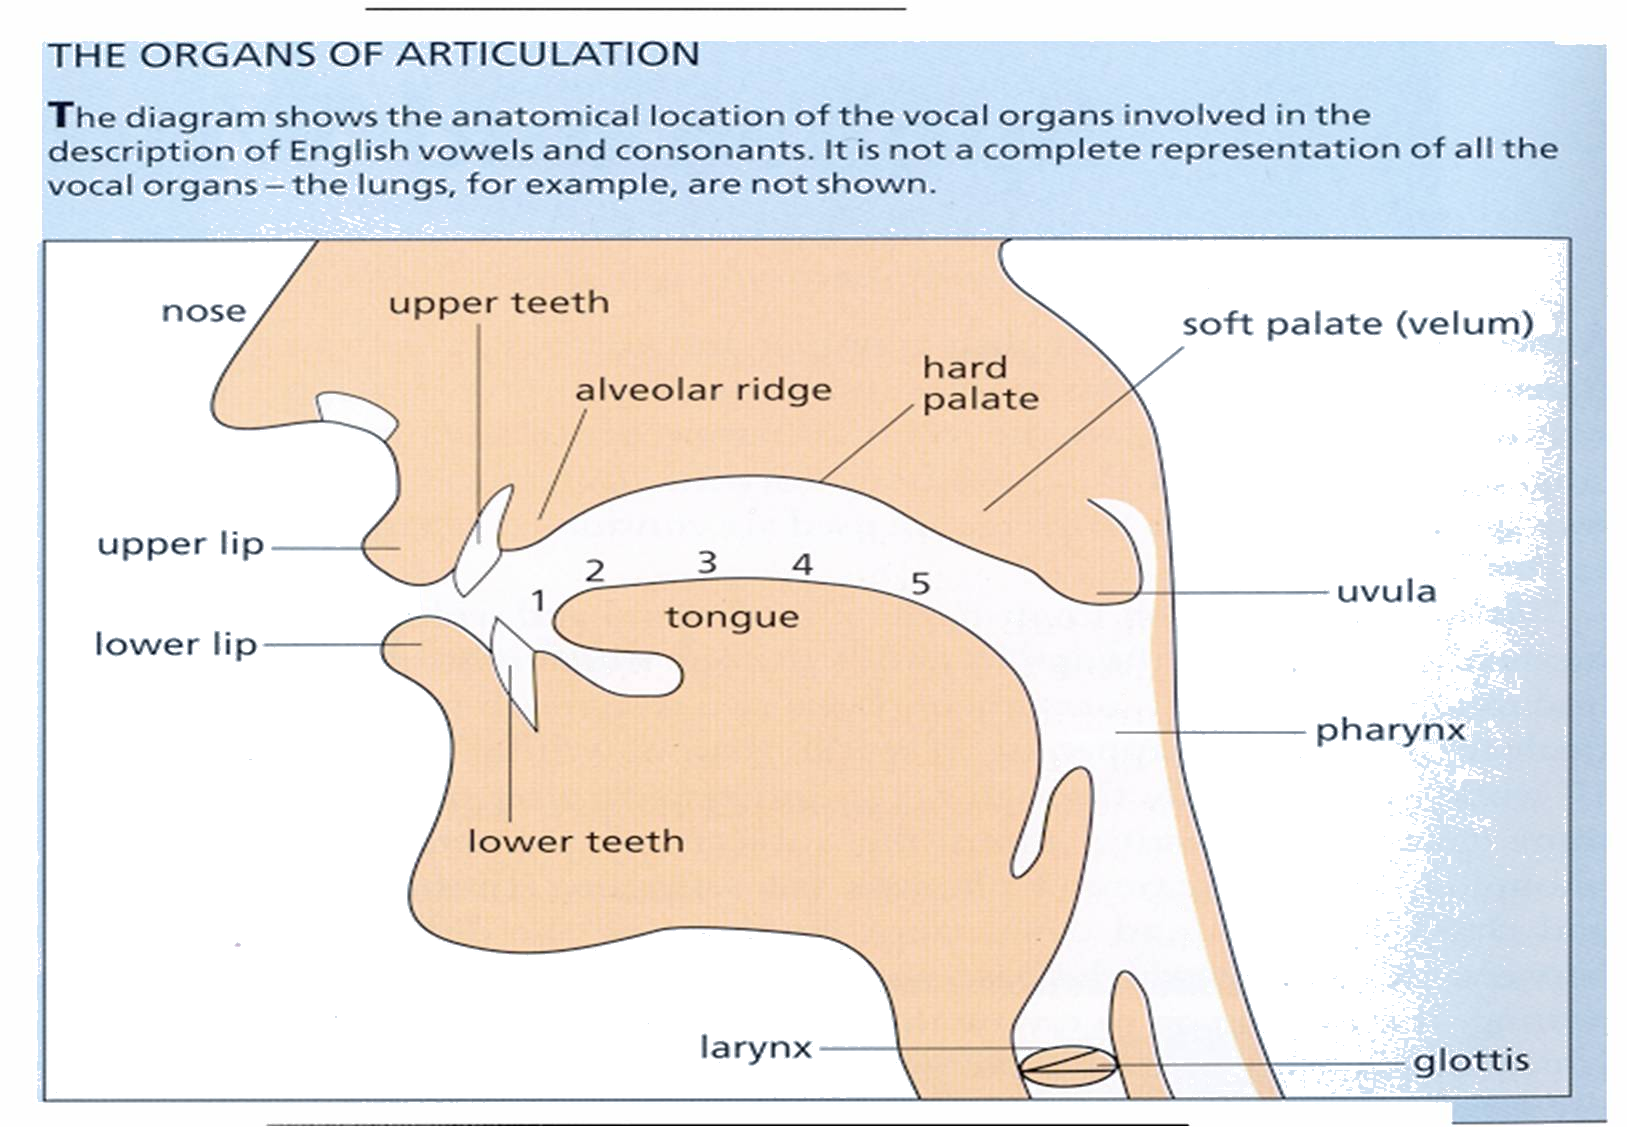 THE ORGANS OF ARTICULATION
The diagram shows the anatomical location of the vocal organs involved in the
description of English vowels and consonants. It is not a complete representation of all the
vocal organs – the lungs, for example, are not shown.
nose
upper teeth
soft palate (velum)
hard
palate
alveolar ridge
upper lip
1 2 3 4 5
uvula
tongue
lower lip
pharynx
lower teeth
larynx
glottis